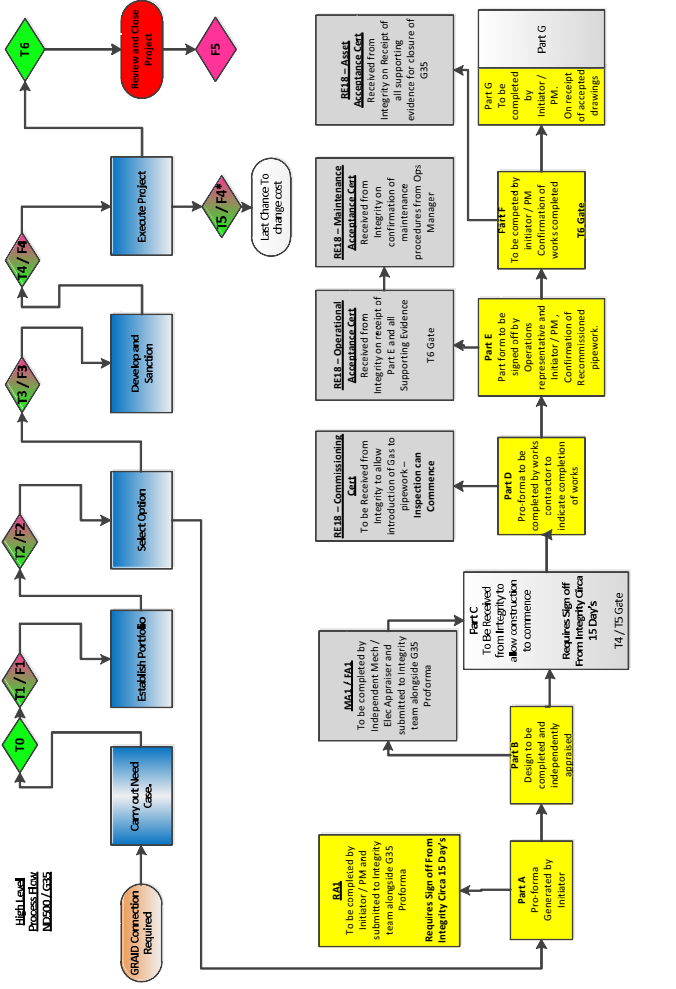 High Level
Process Flow
ND500 / G35
GRAID Connection
Required
Carry out Need
Case.
T0
T1 / F1
Establish Portfolio
T2 / F2
Select Option
T3 / F3
Develop and
Sanction
T4 / F4
Execute Project
T5 / F4*
Last Chance To
change cost
T6
Review and Close
Project
F5
RA1
To be completed by
Initiator / PM and
submitted to Integrity
team alongside G35
Proforma
Requires Sign off From
Integrity Circa 15 Day's
MA1 / EA1
To be completed by
Independent Mech /
Elec Appraiser and
submitted to Integrity
team alongside G35
Proforma
RE18 – Commissioning
Cert
To be Received from
Integrity to allow
introduction of Gas to
pipework –
Inspection can
Commence
RE18 – Operational
Acceptance Cert
Received from
Integrity on receipt of
Part E and all
Supporting Evidence
T6 Gate
RE18 – Maintenance
Acceptance Cert
Received from
Integrity on
confirmation of
maintenance
procedures from Ops
Manager
RE18 – Asset
Acceptance Cert
Received from
Integrity on Receipt of
all supporting
evidence for closure of
G35
Part A
Pro-forma
Generated by
Initiator
Part B
Design to be
completed and
independently
appraised
Part C
To Be Received
from Integrity to
allow construction
to commence
Requires Sign off
From Integrity Circa
15 Day's
T4 / T5 Gate
Part D
Pro-forma to be
completed by works
contractor to
indicate completion
of works
Part E
Part form to be
signed off by
Operations
representative and
Initiator / PM ,
Confirmation of
Recommissioned
pipework.
Part F
To be competed by
initiator / PM
Confirmation of
works completed
T6 Gate
Part G
To be
completed
by
Initiator /
PM.
On receipt
of accepted
drawings
Part G